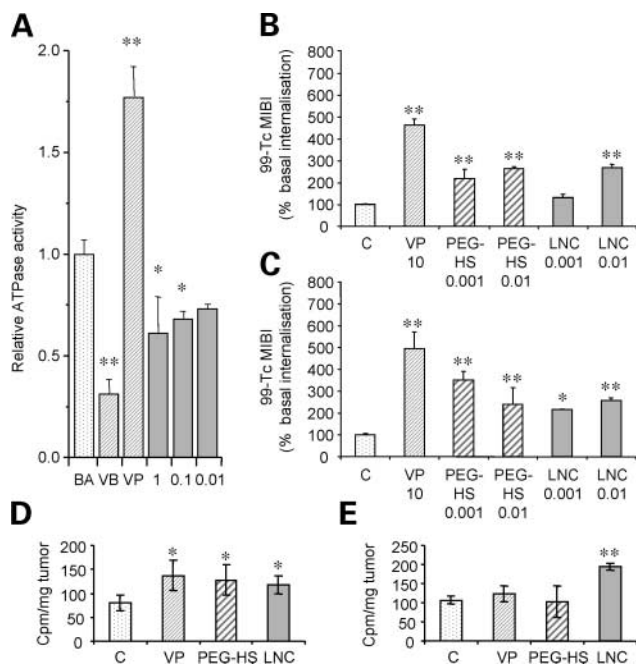 A
Relative ATPase activity
2.0
1.5
1.0
0.5
0.0
**
**
*
*
BA VB VP 1 0.1 0.01
B
99-Tc MIBI
(% basal internalisation)
800
700
600
500
400
300
200
100
0
**
**
**
**
C VP PEG- PEG- LNC LNC
10 HS HS 0.001 0.01
0.001 0.01
C
99-Tc MIBI
(% basal internalisation)
800
700
600
500
400
300
200
100
0
**
**
**
*
**
C VP PEG- PEG- LNC LNC
10 HS HS 0.001 0.01
0.001 0.01
D
Cpm/mg tumor
200
150
100
50
0
* * *
C VP PEG-HS LNC
E
Cpm/mg tumor
250
200
150
100
50
0
**
C VP PEG-HS LNC